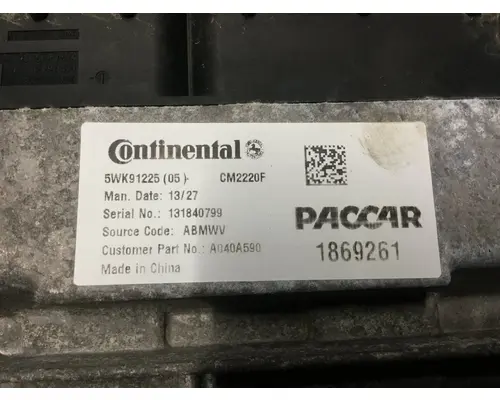 Continental
5WK91225 (05)- CM2220F
Man. Date: 13/27
Serial No.: 131840799
Source Code: ABMWV
Customer Part No.: A040A590
Made in China
PACCAR
1869261